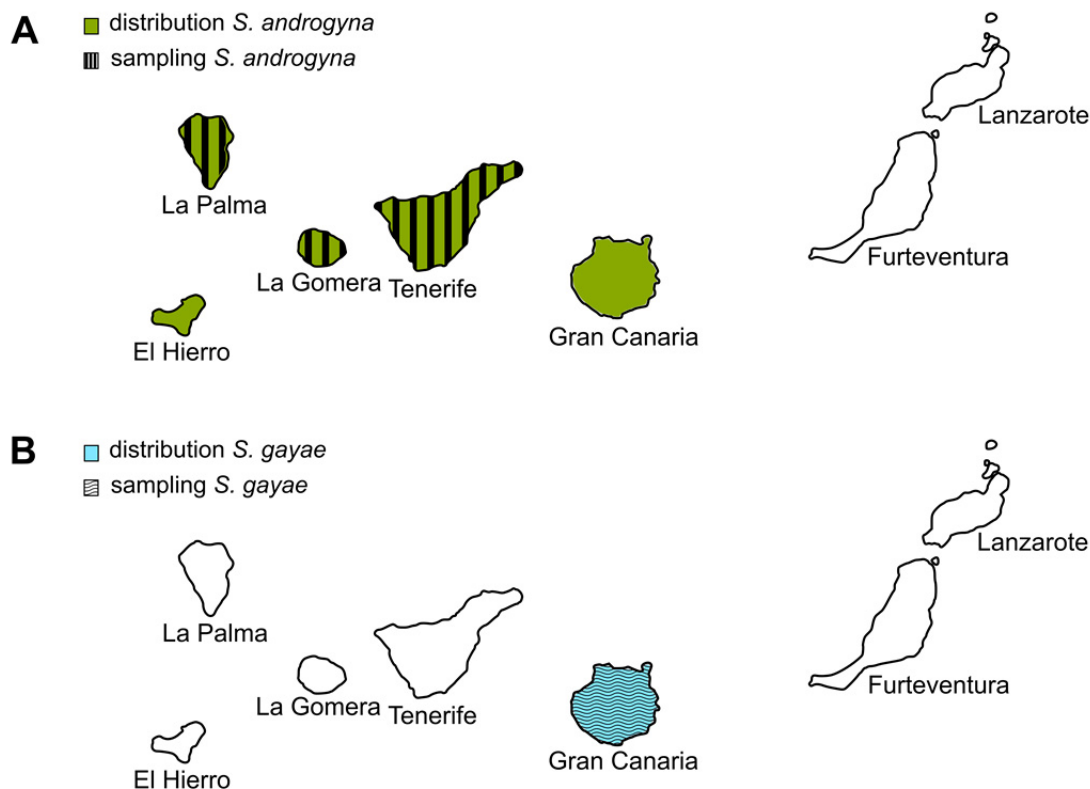 A
distribution S. androgyna
sampling S. androgyna
Lanzarote
La Palma
Furteventura
La Gomera
Tenerife
Gran Canaria
El Hierro
B
distribution S. gayae
sampling S. gayae
Lanzarote
La Palma
Furteventura
La Gomera
Tenerife
Gran Canaria
El Hierro